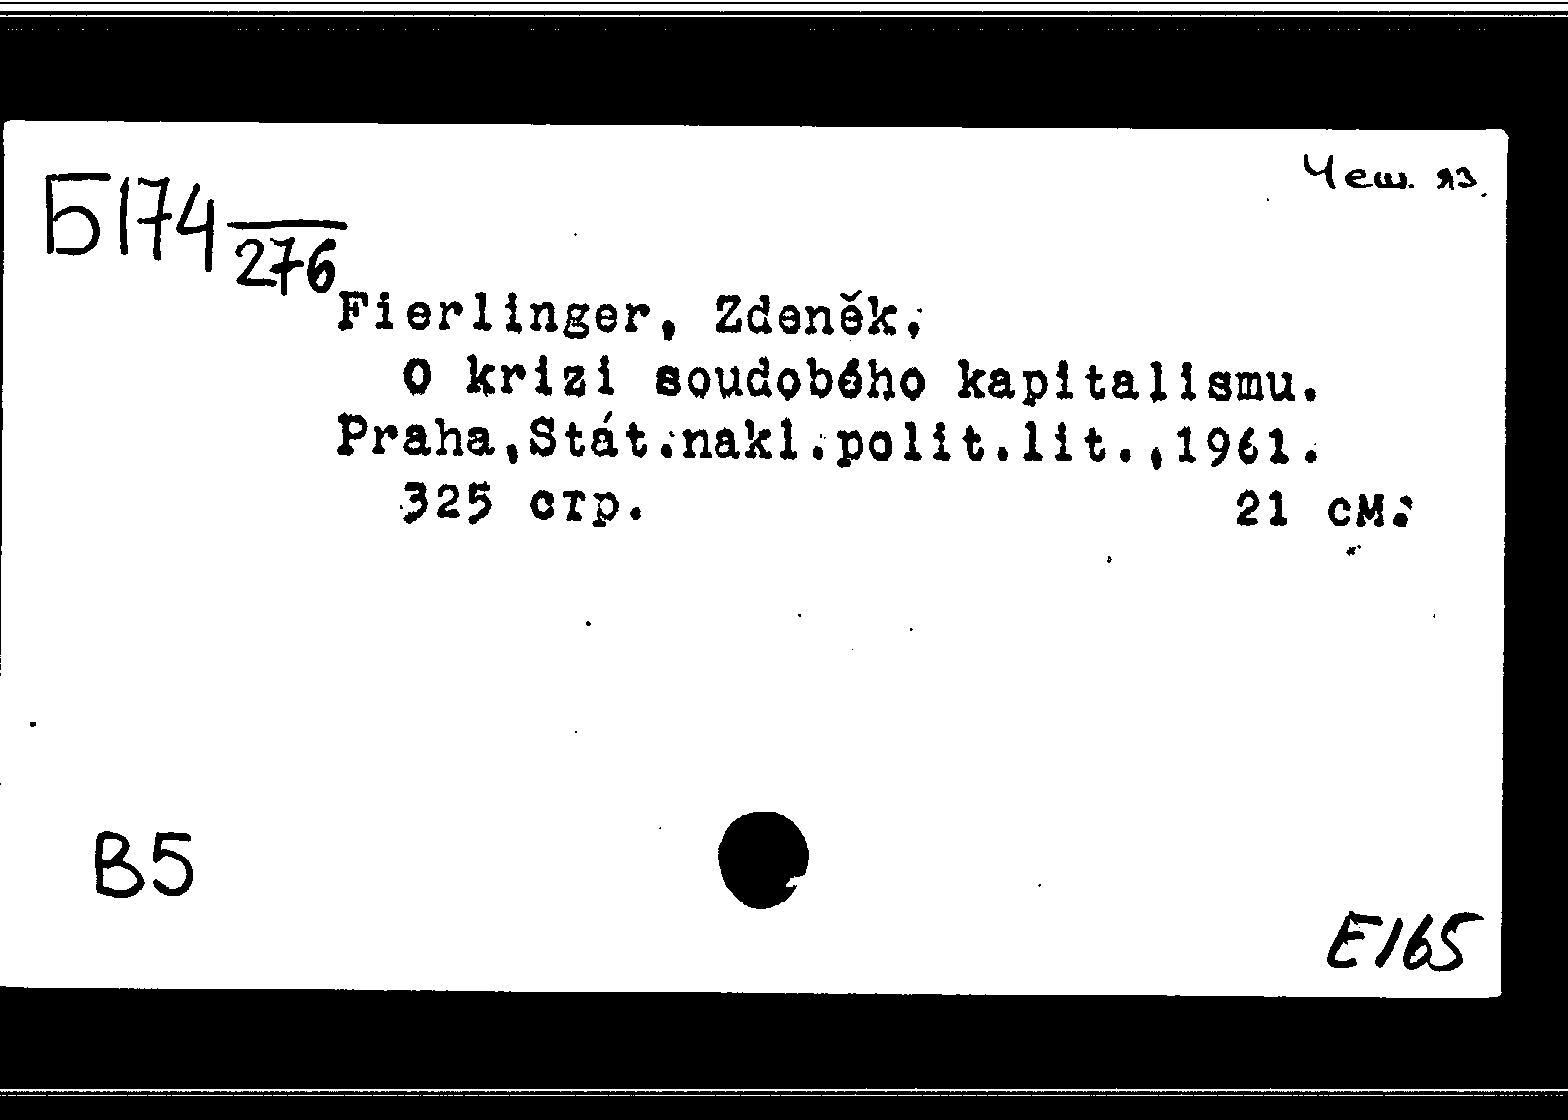 Чеш. яз.
Б174
276
Fierlinger, Zdeněk.
O krizi soudobého kapitalismu.
Praha,Stát.nakl.polit.lit.,1961.
325 стр. 21 см.
В5
E165